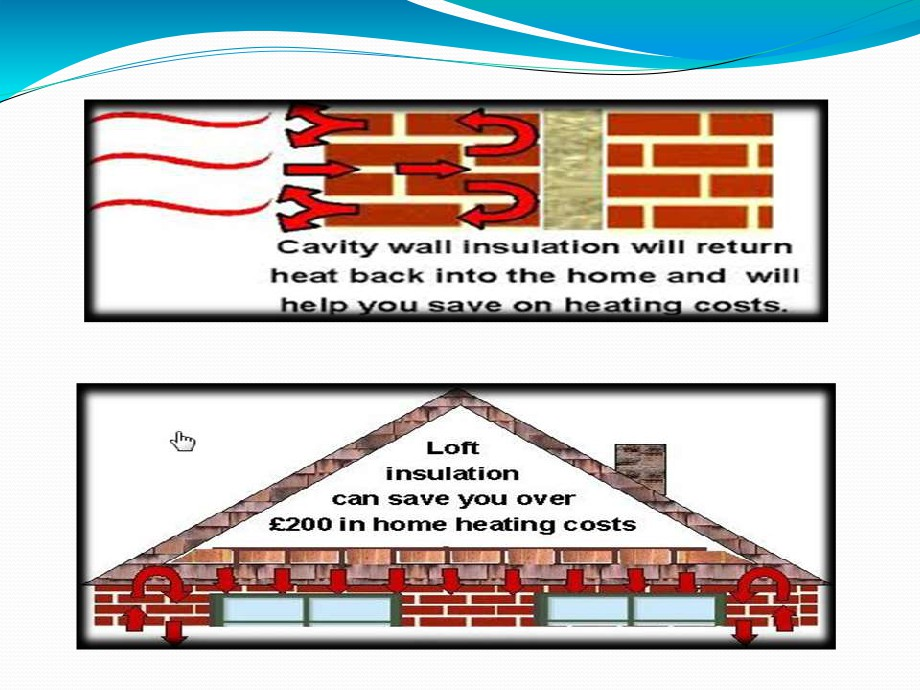 Cavity wall insulation will return
heat back into the home and will
help you save on heating costs.
Loft
insulation
can save you over
£200 in home heating costs